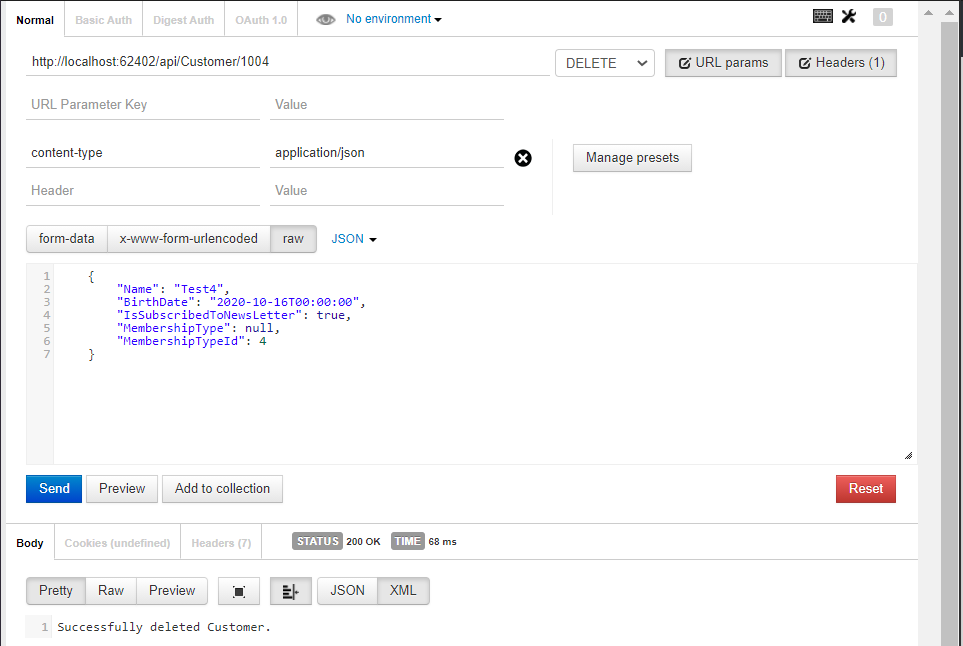 Normal Basic Auth Digest Auth OAuth 1.0 No environment 0
http://localhost:62402/api/Customer/1004 DELETE URL params Headers (1)
URL Parameter Key Value
content-type application/json Manage presets
Header Value
form-data x-www-form-urlencoded raw JSON
1 {
2 "Name": "Test4",
3 "BirthDate": "2020-10-16T00:00:00",
4 "IsSubscribedToNewsLetter": true,
5 "MembershipType": null,
6 "MembershipTypeId": 4
7 }
Send Preview Add to collection Reset
Body Cookies (undefined) Headers (7) STATUS 200 OK TIME 68 ms
Pretty Raw Preview JSON XML
1 Successfully deleted Customer.